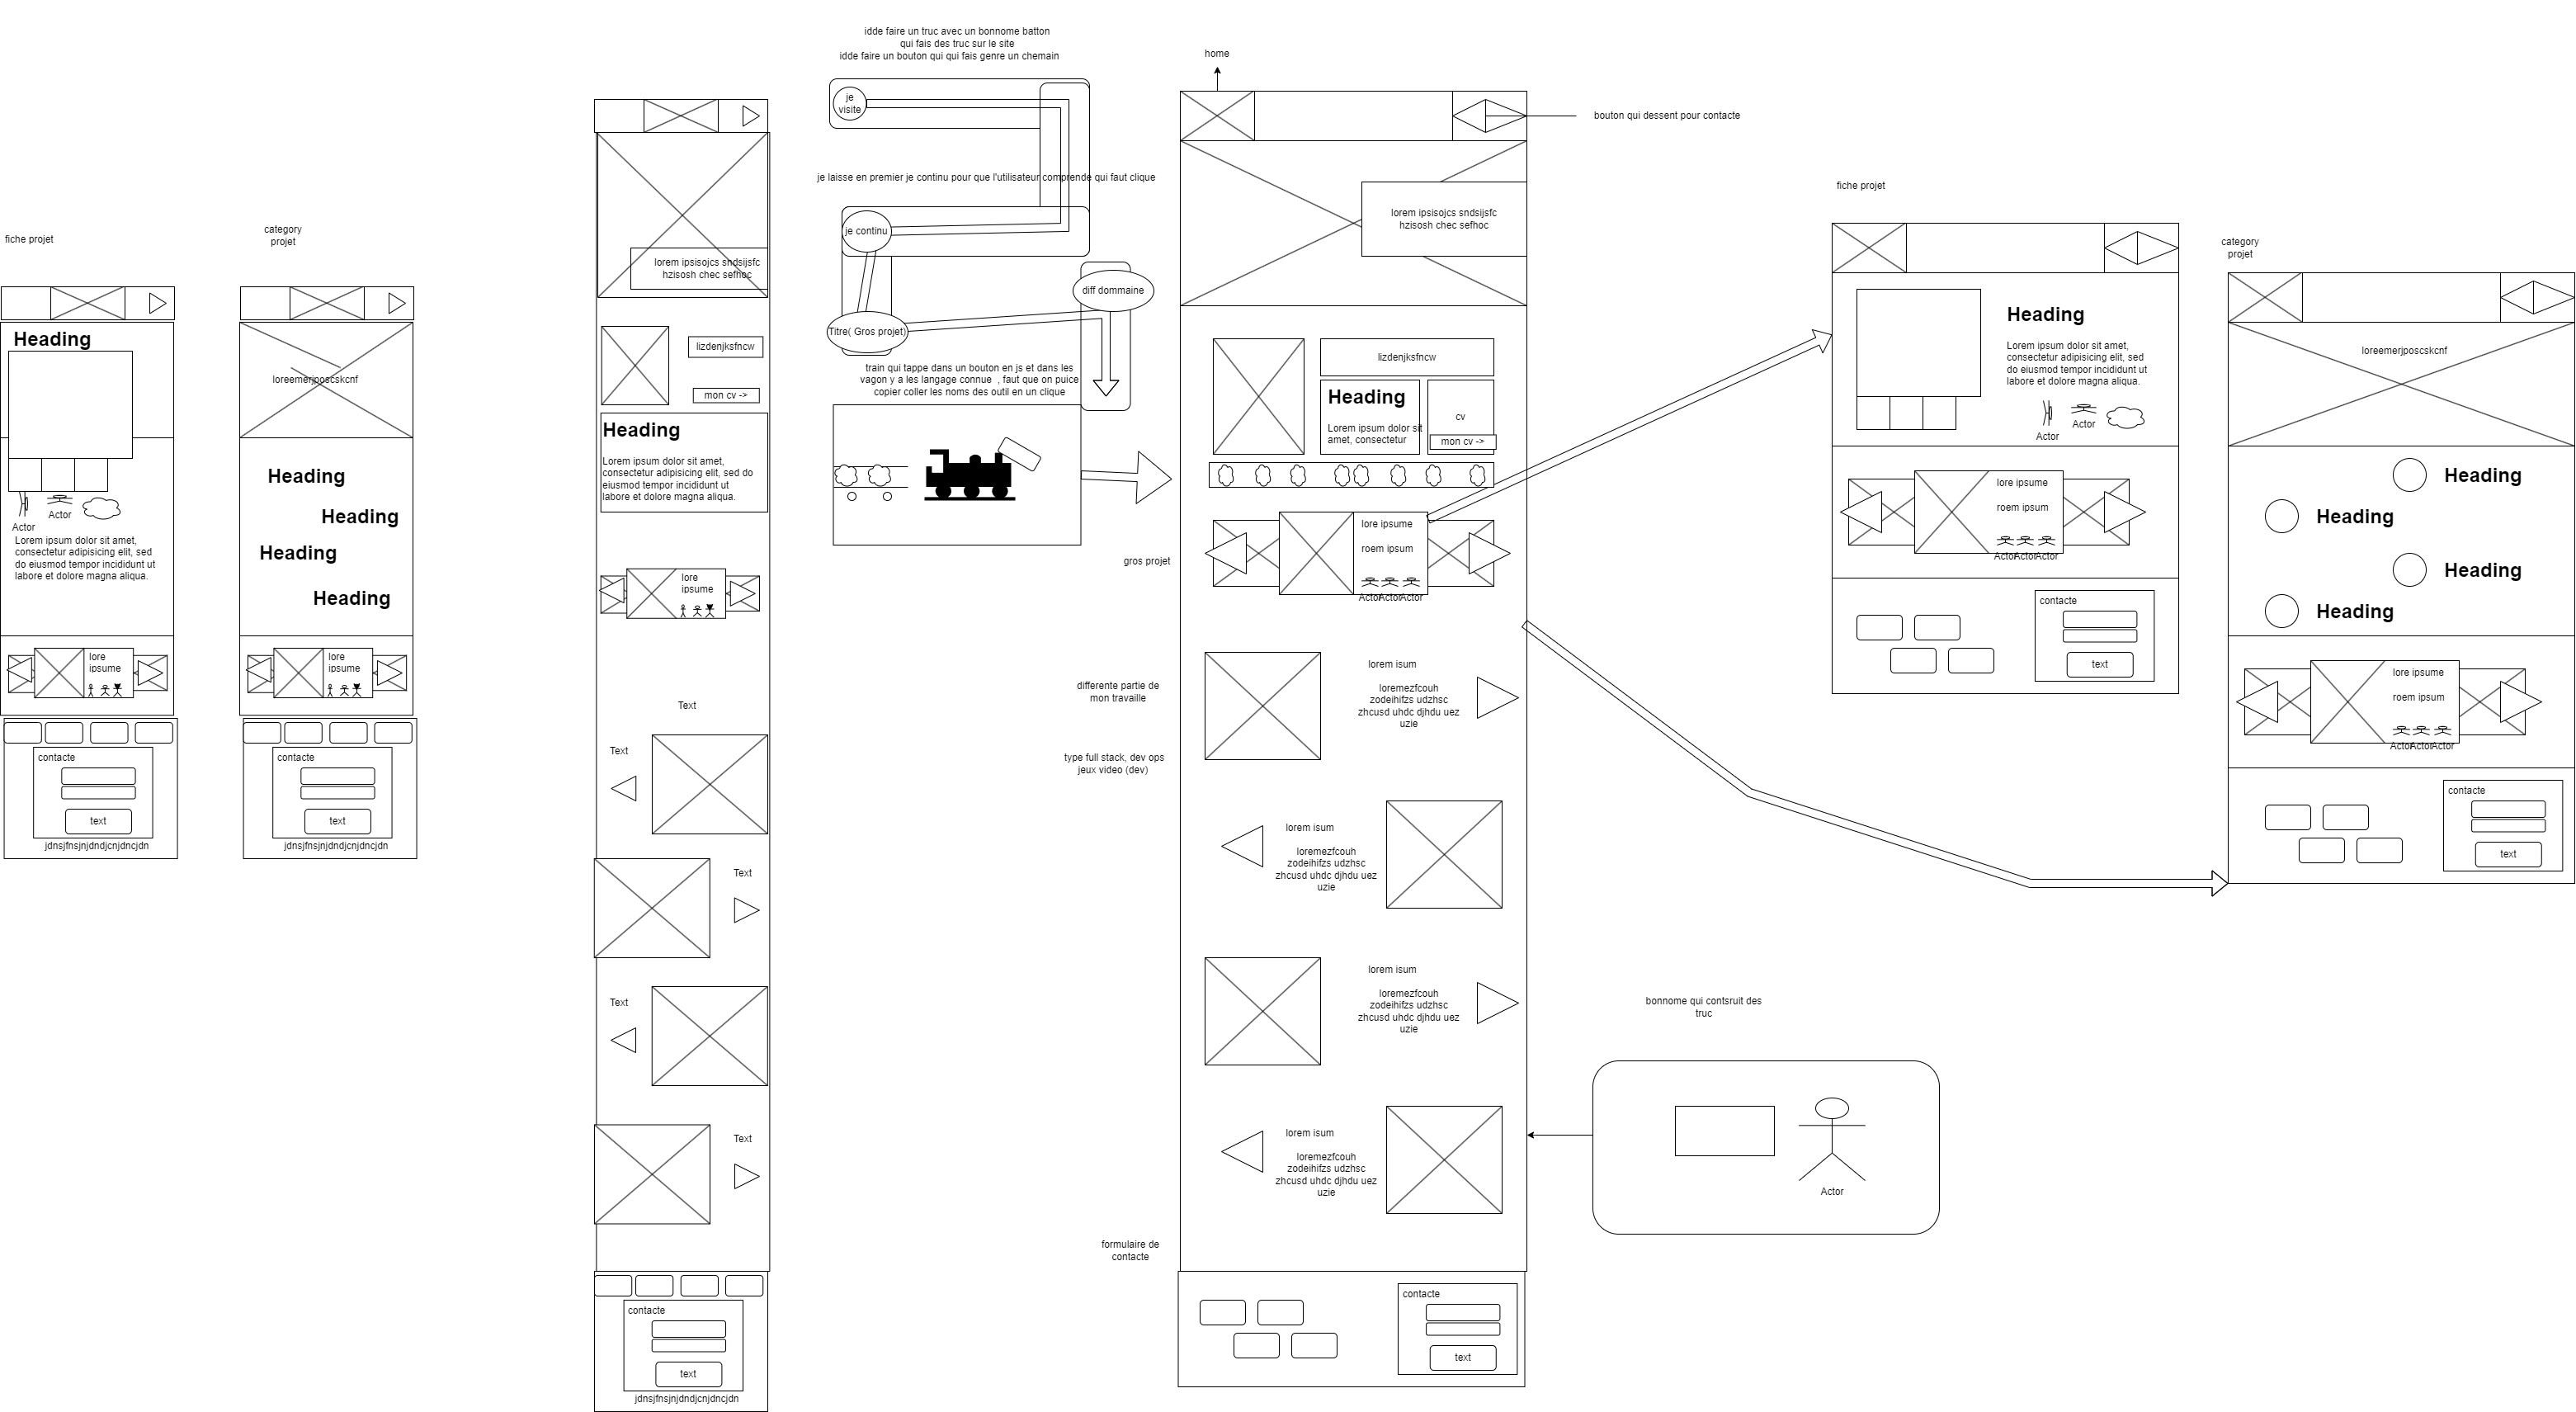 fiche projet
Heading
Actor
Actor
Lorem ipsum dolor sit amet,
consectetur adipisicing elit, sed
do eiusmod tempor incididunt ut
labore et dolore magna aliqua.
lore
ipsume
contacte
text
jdnsjfnsjnjdndjcnjdncjdn
category
projet
loreemerjposcskcnf
Heading
Heading
Heading
Heading
lore
ipsume
contacte
text
jdnsjfnsjnjdndjcnjdncjdn
lorem ipsisojcs sndsijsfc
hzisosh chec sefhoc
lizdenjksfncw
mon cv ->
Heading
Lorem ipsum dolor sit amet,
consectetur adipisicing elit, sed do
eiusmod tempor incididunt ut
labore et dolore magna aliqua.
lore
ipsume
Text
Text
Text
Text
Text
contacte
text
jdnsjfnsjnjdndjcnjdncjdn
idde faire un truc avec un bonnome batton
qui fais des truc sur le site
idde faire un bouton qui qui fais genre un chemain
je
visite
je laisse en premier je continu pour que l'utilisateur comprende qui faut clique
je continu
diff dommaine
Titre( Gros projet)
train qui tappe dans un bouton en js et dans les
vagon y a les langage connue , faut que on puice
copier coller les noms des outil en un clique
home
bouton qui dessent pour contacte
lorem ipsisojcs sndsijsfc
hzisosh chec sefhoc
lizdenjksfncw
Heading
Lorem ipsum dolor sit
amet, consectetur
cv
mon cv ->
gros projet
lore ipsume
roem ipsum
Actor
Actor
Actor
differente partie de
mon travaille
type full stack, dev ops
jeux video (dev)
lorem isum
loremezfcouh
zodeihifzs udzhsc
zhcusd uhdc djhdu uez
uzie
lorem isum
loremezfcouh
zodeihifzs udzhsc
zhcusd uhdc djhdu uez
uzie
lorem isum
loremezfcouh
zodeihifzs udzhsc
zhcusd uhdc djhdu uez
uzie
lorem isum
loremezfcouh
zodeihifzs udzhsc
zhcusd uhdc djhdu uez
uzie
formulaire de
contacte
contacte
text
bonnome qui contsruit des
truc
Actor
fiche projet
Heading
Lorem ipsum dolor sit amet,
consectetur adipisicing elit, sed
do eiusmod tempor incididunt ut
labore et dolore magna aliqua.
Actor
Actor
lore ipsume
roem ipsum
Actor
Actor
Actor
contacte
text
category
projet
loreemerjposcskcnf
Heading
Heading
Heading
Heading
lore ipsume
roem ipsum
Actor
Actor
Actor
contacte
text